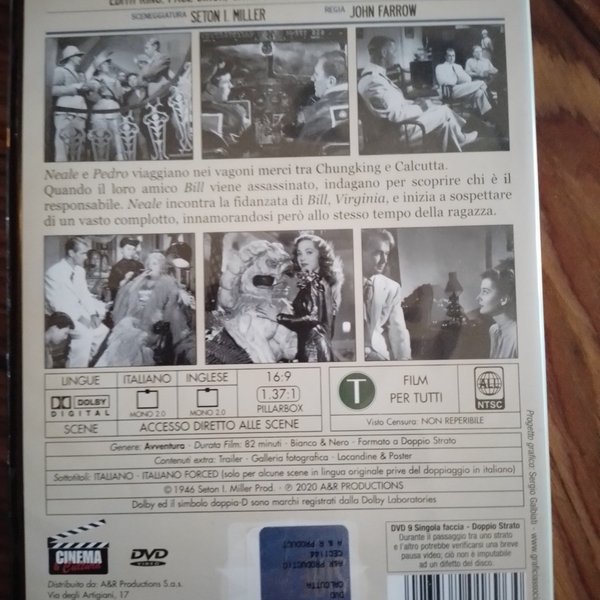 SCENEGGIATURA SETON I. MILLER REGIA JOHN FARROW
Neale e Pedro viaggiano nei vagoni merci tra Chungking e Calcutta.
Quando il loro amico Bill viene assassinato, indagano per scoprire chi è il
responsabile. Neale incontra la fidanzata di Bill, Virginia, e inizia a sospettare
di un vasto complotto, innamorandosi però allo stesso tempo della ragazza.
LINGUE ITALIANO INGLESE 16:9
DOLBY DIGITAL MONO 2.0 MONO 2.0 1.37:1 PILLARBOX
SCENE ACCESSO DIRETTO ALLE SCENE
T FILM PER TUTTI
Visto Censura: NON REPERIBILE
ALL
NTSC
Genere: Avventura - Durata Film: 82 minuti - Bianco & Nero - Formato a Doppio Strato
Contenuti extra: Trailer - Galleria fotografica - Locandine & Poster
Sottotitoli: ITALIANO - ITALIANO FORCED (solo per alcune scene in lingua originale prive del doppiaggio in italiano)
© 1946 Seton I. Miller Prod. - ℗ 2020 A&R PRODUCTIONS
Dolby ed il simbolo doppia-D sono marchi registrati dalla Dolby Laboratories
Progetto grafico: Sergio Galbiati
CINEMA
e Cultura
DVD
VIDEO
Distribuito da: A&R Productions S.a.s.
Via degli Artigiani, 17
DVD
CALCUTTA
A&R PRODUCTIO
CECI144
A & R PRODUCT
DVD 9 Singola faccia - Doppio Strato
Durante il passaggio tra uno strato
e l'altro potrebbe verificarsi una breve
pausa video, ciò non è imputabile
ad un difetto del disco.